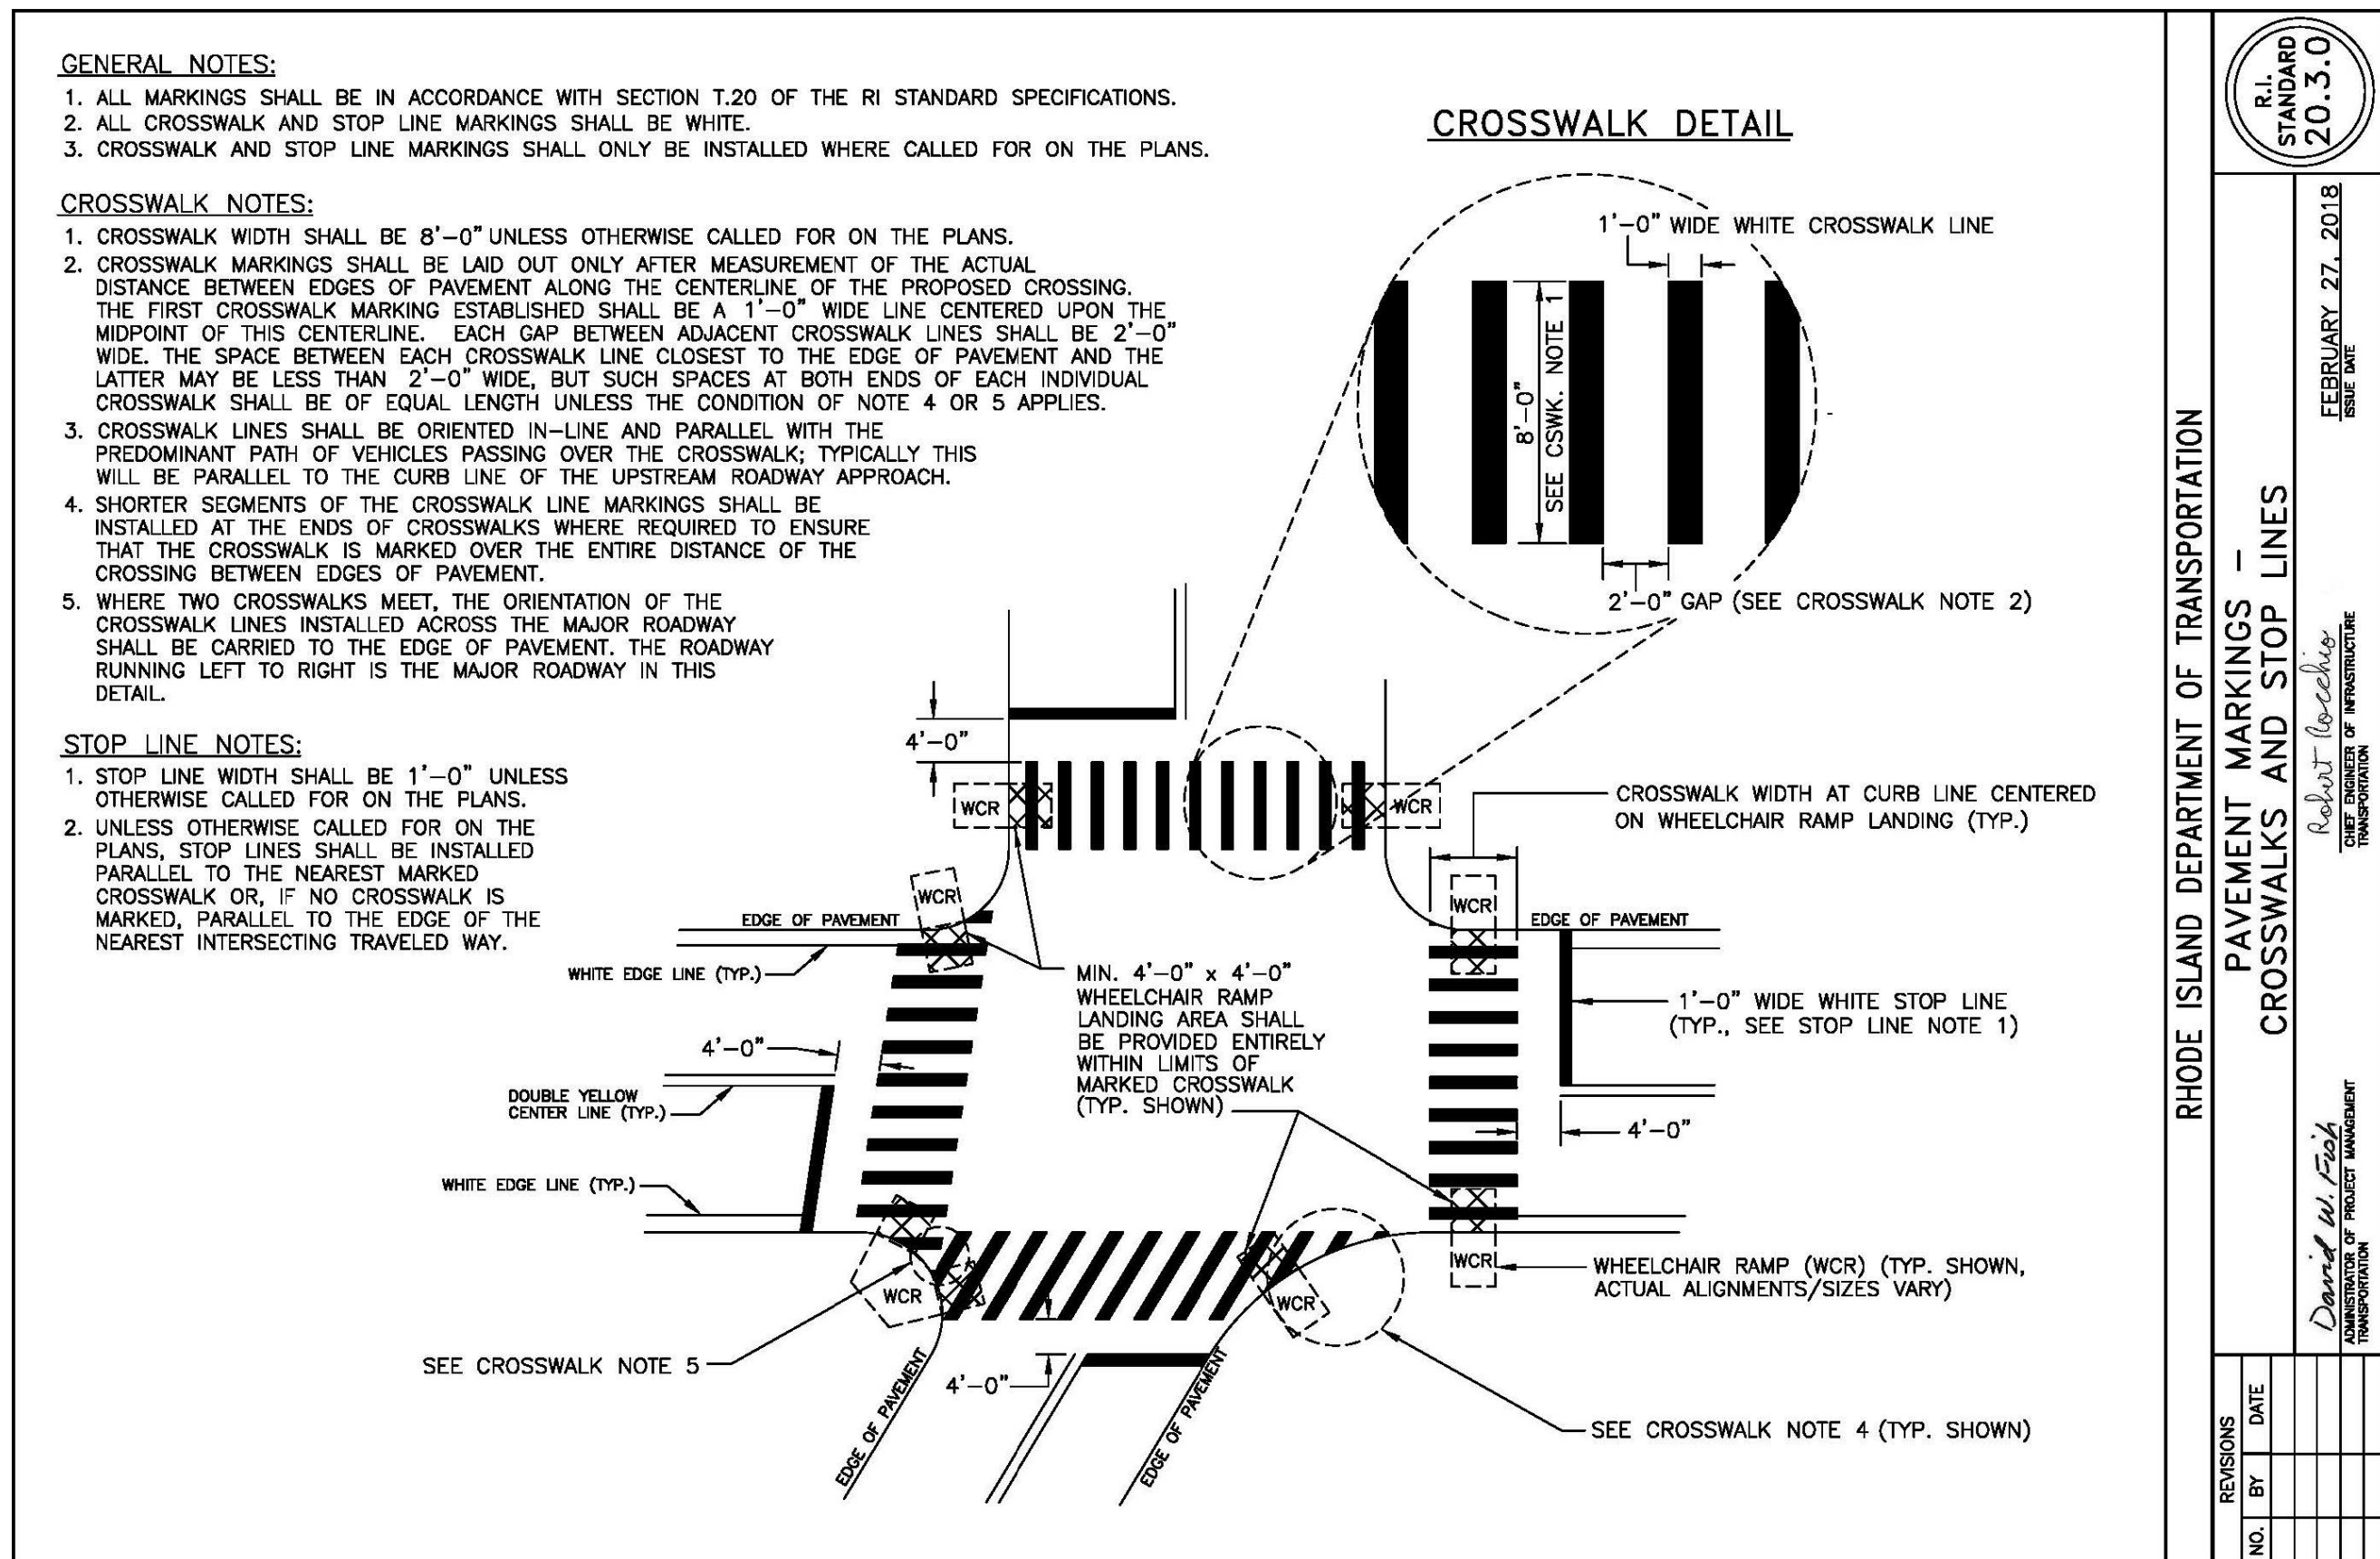 GENERAL NOTES:
1. ALL MARKINGS SHALL BE IN ACCORDANCE WITH SECTION T.20 OF THE RI STANDARD SPECIFICATIONS.
2. ALL CROSSWALK AND STOP LINE MARKINGS SHALL BE WHITE.
3. CROSSWALK AND STOP LINE MARKINGS SHALL ONLY BE INSTALLED WHERE CALLED FOR ON THE PLANS.
CROSSWALK NOTES:
1. CROSSWALK WIDTH SHALL BE 8'-0" UNLESS OTHERWISE CALLED FOR ON THE PLANS.
2. CROSSWALK MARKINGS SHALL BE LAID OUT ONLY AFTER MEASUREMENT OF THE ACTUAL
DISTANCE BETWEEN EDGES OF PAVEMENT ALONG THE CENTERLINE OF THE PROPOSED CROSSING.
THE FIRST CROSSWALK MARKING ESTABLISHED SHALL BE A 1'-0" WIDE LINE CENTERED UPON THE
MIDPOINT OF THIS CENTERLINE. EACH GAP BETWEEN ADJACENT CROSSWALK LINES SHALL BE 2'-0"
WIDE. THE SPACE BETWEEN EACH CROSSWALK LINE CLOSEST TO THE EDGE OF PAVEMENT AND THE
LATTER MAY BE LESS THAN 2'-0" WIDE, BUT SUCH SPACES AT BOTH ENDS OF EACH INDIVIDUAL
CROSSWALK SHALL BE OF EQUAL LENGTH UNLESS THE CONDITION OF NOTE 4 OR 5 APPLIES.
3. CROSSWALK LINES SHALL BE ORIENTED IN-LINE AND PARALLEL WITH THE
PREDOMINANT PATH OF VEHICLES PASSING OVER THE CROSSWALK; TYPICALLY THIS
WILL BE PARALLEL TO THE CURB LINE OF THE UPSTREAM ROADWAY APPROACH.
4. SHORTER SEGMENTS OF THE CROSSWALK LINE MARKINGS SHALL BE
INSTALLED AT THE ENDS OF CROSSWALKS WHERE REQUIRED TO ENSURE
THAT THE CROSSWALK IS MARKED OVER THE ENTIRE DISTANCE OF THE
CROSSING BETWEEN EDGES OF PAVEMENT.
5. WHERE TWO CROSSWALKS MEET, THE ORIENTATION OF THE
CROSSWALK LINES INSTALLED ACROSS THE MAJOR ROADWAY
SHALL BE CARRIED TO THE EDGE OF PAVEMENT. THE ROADWAY
RUNNING LEFT TO RIGHT IS THE MAJOR ROADWAY IN THIS
DETAIL.
STOP LINE NOTES:
1. STOP LINE WIDTH SHALL BE 1'-0" UNLESS
OTHERWISE CALLED FOR ON THE PLANS.
2. UNLESS OTHERWISE CALLED FOR ON THE
PLANS, STOP LINES SHALL BE INSTALLED
PARALLEL TO THE NEAREST MARKED
CROSSWALK OR, IF NO CROSSWALK IS
MARKED, PARALLEL TO THE EDGE OF THE
NEAREST INTERSECTING TRAVELED WAY.
CROSSWALK DETAIL
1'-0" WIDE WHITE CROSSWALK LINE
8'-0"
SEE CSWK. NOTE 1
2'-0" GAP (SEE CROSSWALK NOTE 2)
4'-0"
WCR
WCR
CROSSWALK WIDTH AT CURB LINE CENTERED
ON WHEELCHAIR RAMP LANDING (TYP.)
WCR
WCR
EDGE OF PAVEMENT
EDGE OF PAVEMENT
WHITE EDGE LINE (TYP.)
MIN. 4'-0" x 4'-0"
WHEELCHAIR RAMP
LANDING AREA SHALL
BE PROVIDED ENTIRELY
WITHIN LIMITS OF
MARKED CROSSWALK
(TYP. SHOWN)
1'-0" WIDE WHITE STOP LINE
(TYP., SEE STOP LINE NOTE 1)
4'-0"
DOUBLE YELLOW
CENTER LINE (TYP.)
4'-0"
WHITE EDGE LINE (TYP.)
WCR
WCR
WCR
WHEELCHAIR RAMP (WCR) (TYP. SHOWN,
ACTUAL ALIGNMENTS/SIZES VARY)
SEE CROSSWALK NOTE 5
4'-0"
EDGE OF PAVEMENT
EDGE OF PAVEMENT
SEE CROSSWALK NOTE 4 (TYP. SHOWN)
RHODE ISLAND DEPARTMENT OF TRANSPORTATION
PAVEMENT MARKINGS -
CROSSWALKS AND STOP LINES
R.I.
STANDARD
20.3.0
FEBRUARY 27, 2018
ISSUE DATE
Robert Rocchio
CHIEF ENGINEER OF INFRASTRUCTURE
TRANSPORTATION
David W. Fish
ADMINISTRATOR OF PROJECT MANAGEMENT
TRANSPORTATION
REVISIONS
NO. BY DATE